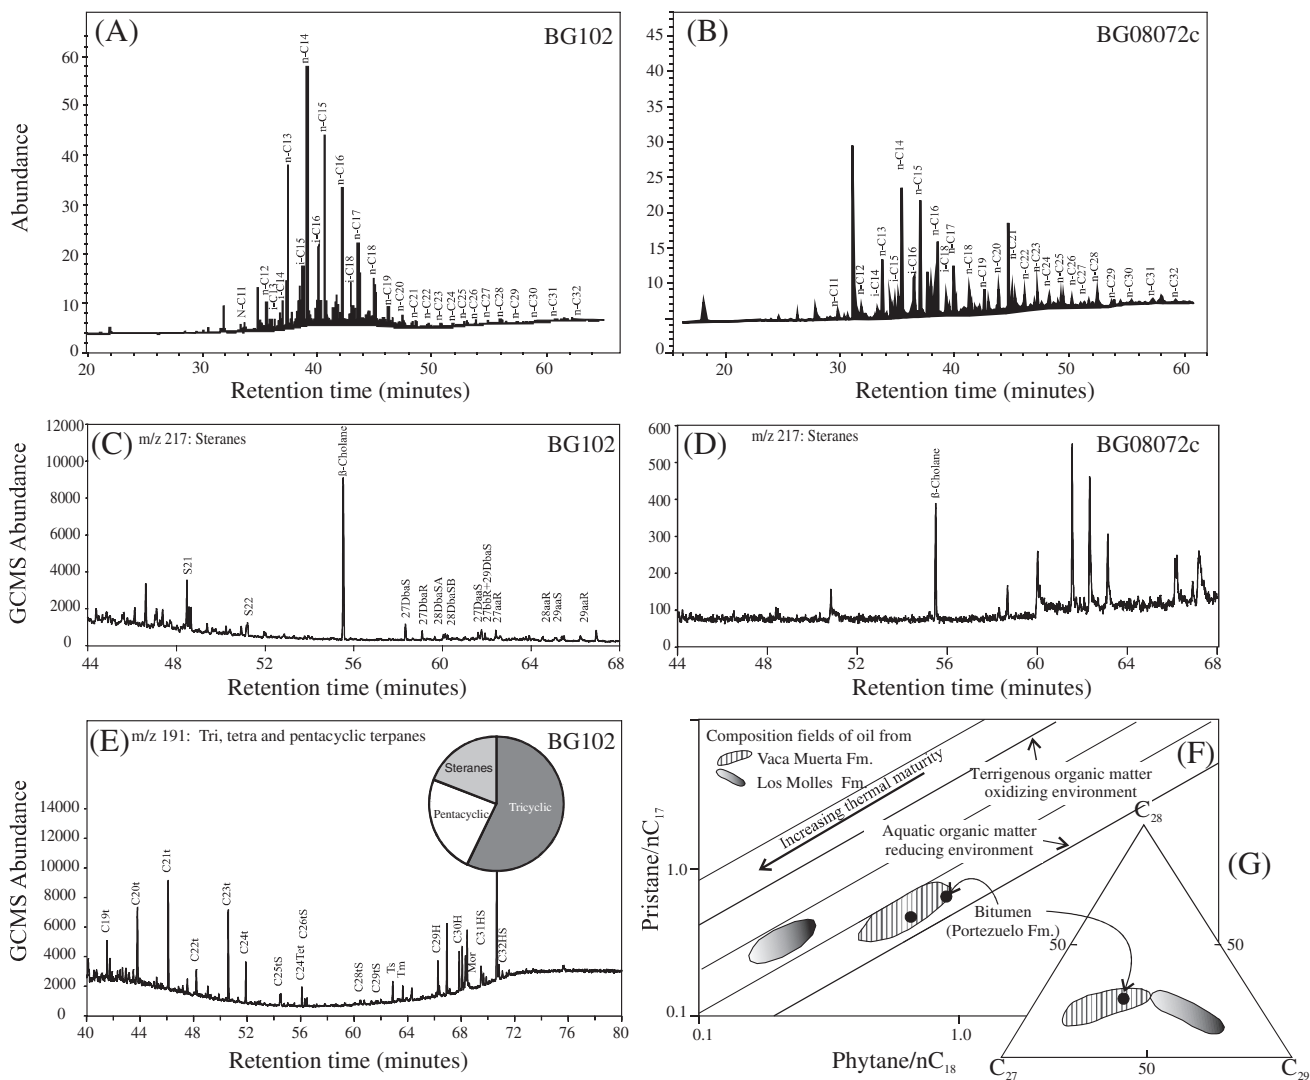 (A)
BG102
Abundance
60
50
40
30
20
10
0
N-C11
n-C12
i-C13
i-C14
n-C13
i-C15
n-C14
i-C16
n-C15
n-C16
i-C18
n-C17
n-C18
n-C19
n-C20
n-C21
n-C22
n-C23
n-C24
n-C25
n-C26
n-C27
n-C28
n-C29
n-C30
n-C31
n-C32
20 30 40 50 60
Retention time (minutes)
(B)
BG08072c
45
40
35
30
25
20
15
10
5
0
n-C11
n-C12
i-C14
n-C13
i-C15
n-C14
i-C16
n-C15
n-C16
i-C18
n-C17
n-C18
n-C19
n-C20
n-C21
n-C22
n-C23
n-C24
n-C25
n-C26
n-C27
n-C28
n-C29
n-C30
n-C31
n-C32
20 30 40 50 60
Retention time (minutes)
(C)
m/z 217: Steranes
BG102
GCMS Abundance
12000
10000
8000
6000
4000
2000
0
S21
S22
ß-Cholane
27DbaS
27DbaR
28DbaSA
28DbaSB
27DaaS
27bbR+29DbaS
27aaR
28aaR
29aaS
29aaR
44 48 52 56 60 64 68
Retention time (minutes)
(D)
m/z 217: Steranes
BG08072c
600
500
400
300
200
100
0
ß-Cholane
44 48 52 56 60 64 68
Retention time (minutes)
(E)
m/z 191: Tri, tetra and pentacyclic terpanes
BG102
GCMS Abundance
14000
12000
10000
8000
6000
4000
2000
0
Steranes
Pentacyclic
Tricyclic
C19t
C20t
C21t
C22t
C23t
C24t
C25tS
C24Tet
C26tS
C28tS
C29tS
Ts
Tm
C29H
C30H
Mor
C31HS
C32HS
40 44 48 52 56 60 64 68 72 76 80
Retention time (minutes)
(F)
Composition fields of oil from
Vaca Muerta Fm.
Los Molles Fm.
Increasing thermal maturity
Terrigenous organic matter
oxidizing environment
Aquatic organic matter
reducing environment
Bitumen
(Portezuelo Fm.)
Pristane/nC17
1.0
0.1
0.1 1.0
Phytane/nC18
(G)
C28
50 50
C27 50 C29